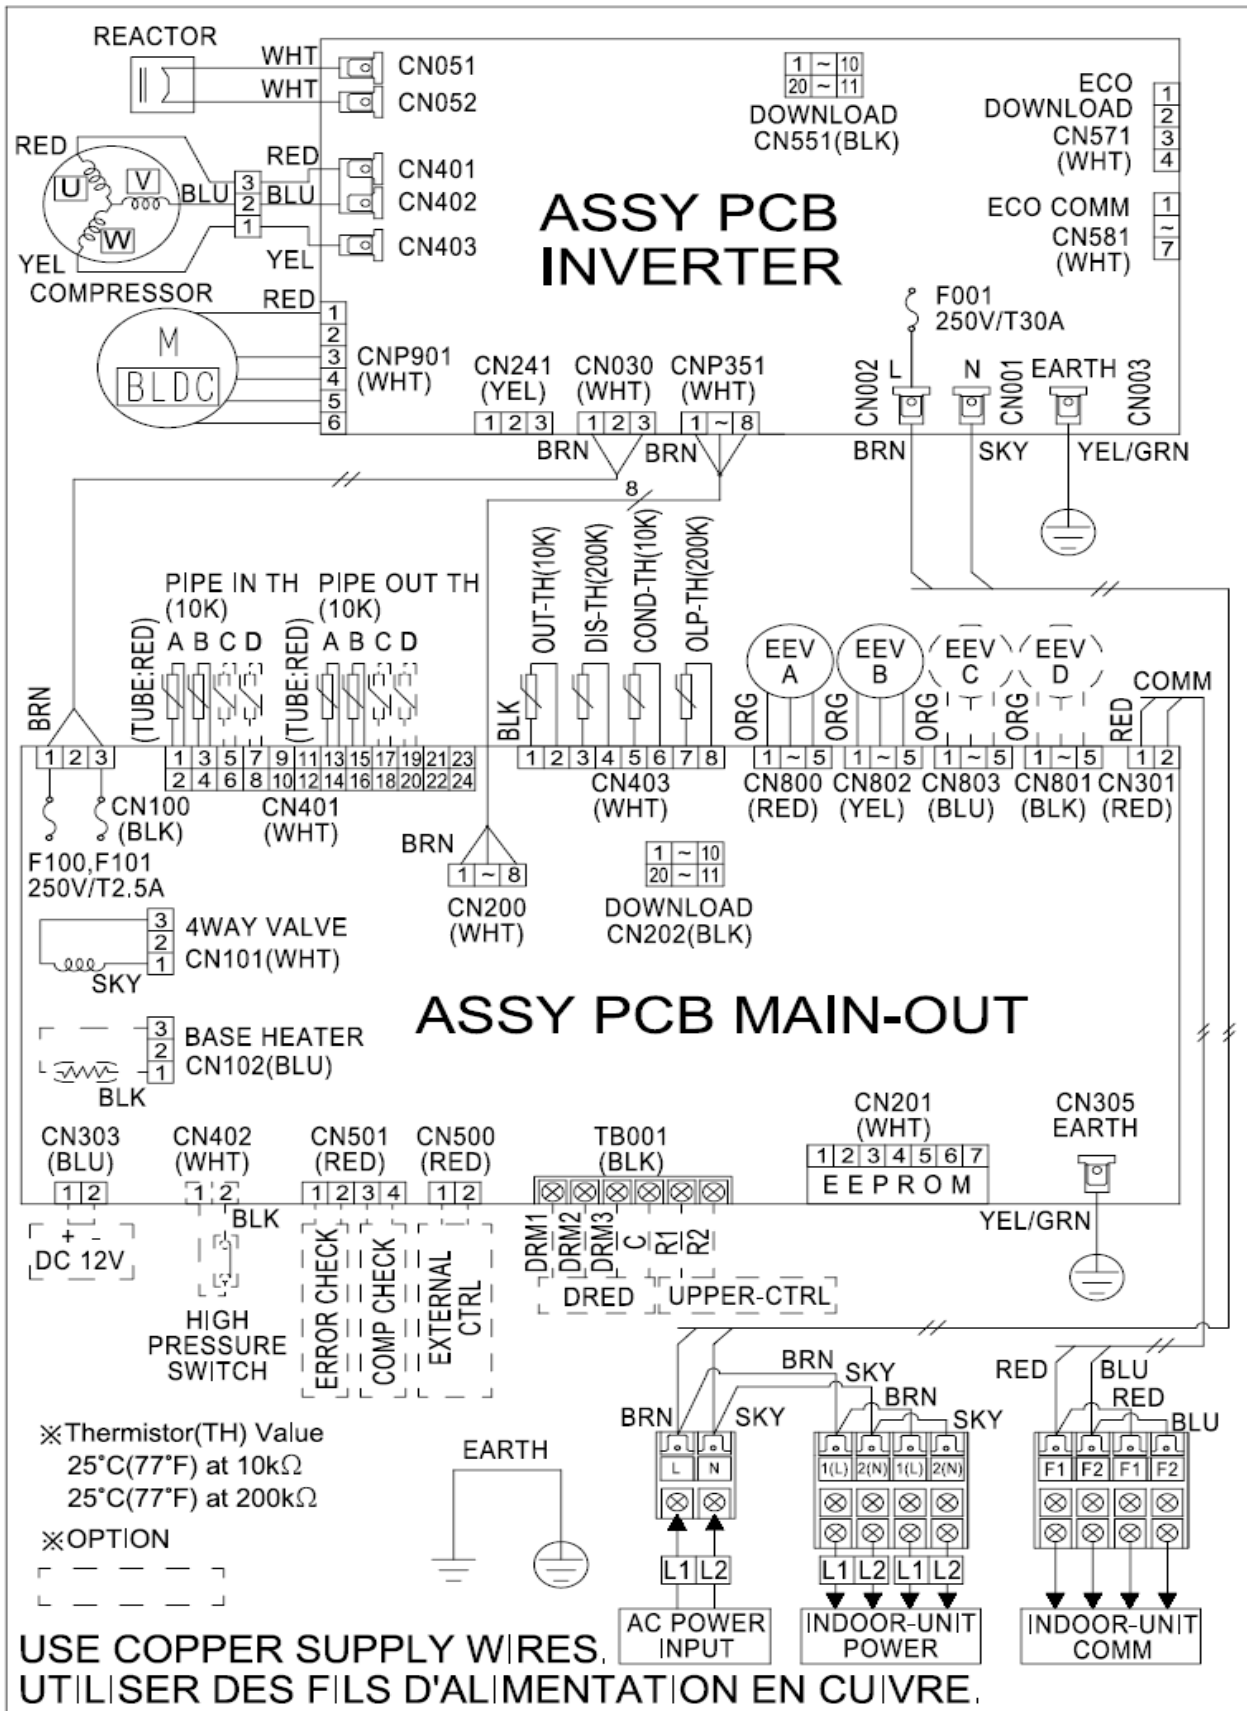 REACTOR
WHT
CN051
WHT
CN052
1 ~ 10
20 ~ 11
DOWNLOAD
CN551(BLK)
ECO
DOWNLOAD
CN571
(WHT)
1
2
3
4
RED
U
V
W
BLU
YEL
COMPRESSOR
3
2
1
RED
BLU
YEL
CN401
CN402
CN403
ASSY PCB
INVERTER
ECO COMM
CN581
(WHT)
1
~
7
RED
M
BLDC
1
2
3
4
5
6
CNP901
(WHT)
CN241
(YEL)
1 2 3
CN030
(WHT)
1 2 3
CNP351
(WHT)
1 ~ 8
F001
250V/T30A
CN002
L
N
CN001
EARTH
CN003
BRN
BRN
BRN
SKY
YEL/GRN
8
PIPE IN TH
(10K)
(TUBE:RED)
A B C D
PIPE OUT TH
(10K)
(TUBE:RED)
A B C D
OUT-TH(10K)
DIS-TH(200K)
COND-TH(10K)
OLP-TH(200K)
EEV
A
EEV
B
EEV
C
EEV
D
COMM
BRN
BLK
ORG
ORG
ORG
ORG
RED
1 2 3
1 3 5 7 9 11 13 15 17 19 21 23
2 4 6 8 10 12 14 16 18 20 22 24
1 2 3 4 5 6 7 8
1 ~ 5
1 ~ 5
1 ~ 5
1 ~ 5
1 2
CN100
(BLK)
CN401
(WHT)
CN403
(WHT)
CN800
(RED)
CN802
(YEL)
CN803
(BLU)
CN801
(BLK)
CN301
(RED)
F100,F101
250V/T2.5A
BRN
1 ~ 8
CN200
(WHT)
1 ~ 10
20 ~ 11
DOWNLOAD
CN202(BLK)
3
2
1
4WAY VALVE
CN101(WHT)
SKY
ASSY PCB MAIN-OUT
3
2
1
BASE HEATER
CN102(BLU)
BLK
CN303
(BLU)
1 2
+ -
DC 12V
CN402
(WHT)
1 2
BLK
HIGH
PRESSURE
SWITCH
CN501
(RED)
1 2 3 4
ERROR CHECK
COMP CHECK
CN500
(RED)
1 2
EXTERNAL
CTRL
TB001
(BLK)
DRM1
DRM2
DRM3
C
R1
R2
DRED
UPPER-CTRL
CN201
(WHT)
1 2 3 4 5 6 7
EEPROM
CN305
EARTH
YEL/GRN
BRN
SKY
BRN
SKY
BRN
SKY
RED
BLU
RED
BLU
L N
1(L) 2(N) 1(L) 2(N)
F1 F2 F1 F2
L1 L2
L1 L2 L1 L2
AC POWER
INPUT
INDOOR-UNIT
POWER
INDOOR-UNIT
COMM
EARTH
※Thermistor(TH) Value
25°C(77°F) at 10kΩ
25°C(77°F) at 200kΩ
※OPTION
USE COPPER SUPPLY WIRES.
UTILISER DES FILS D'ALIMENTATION EN CUIVRE.